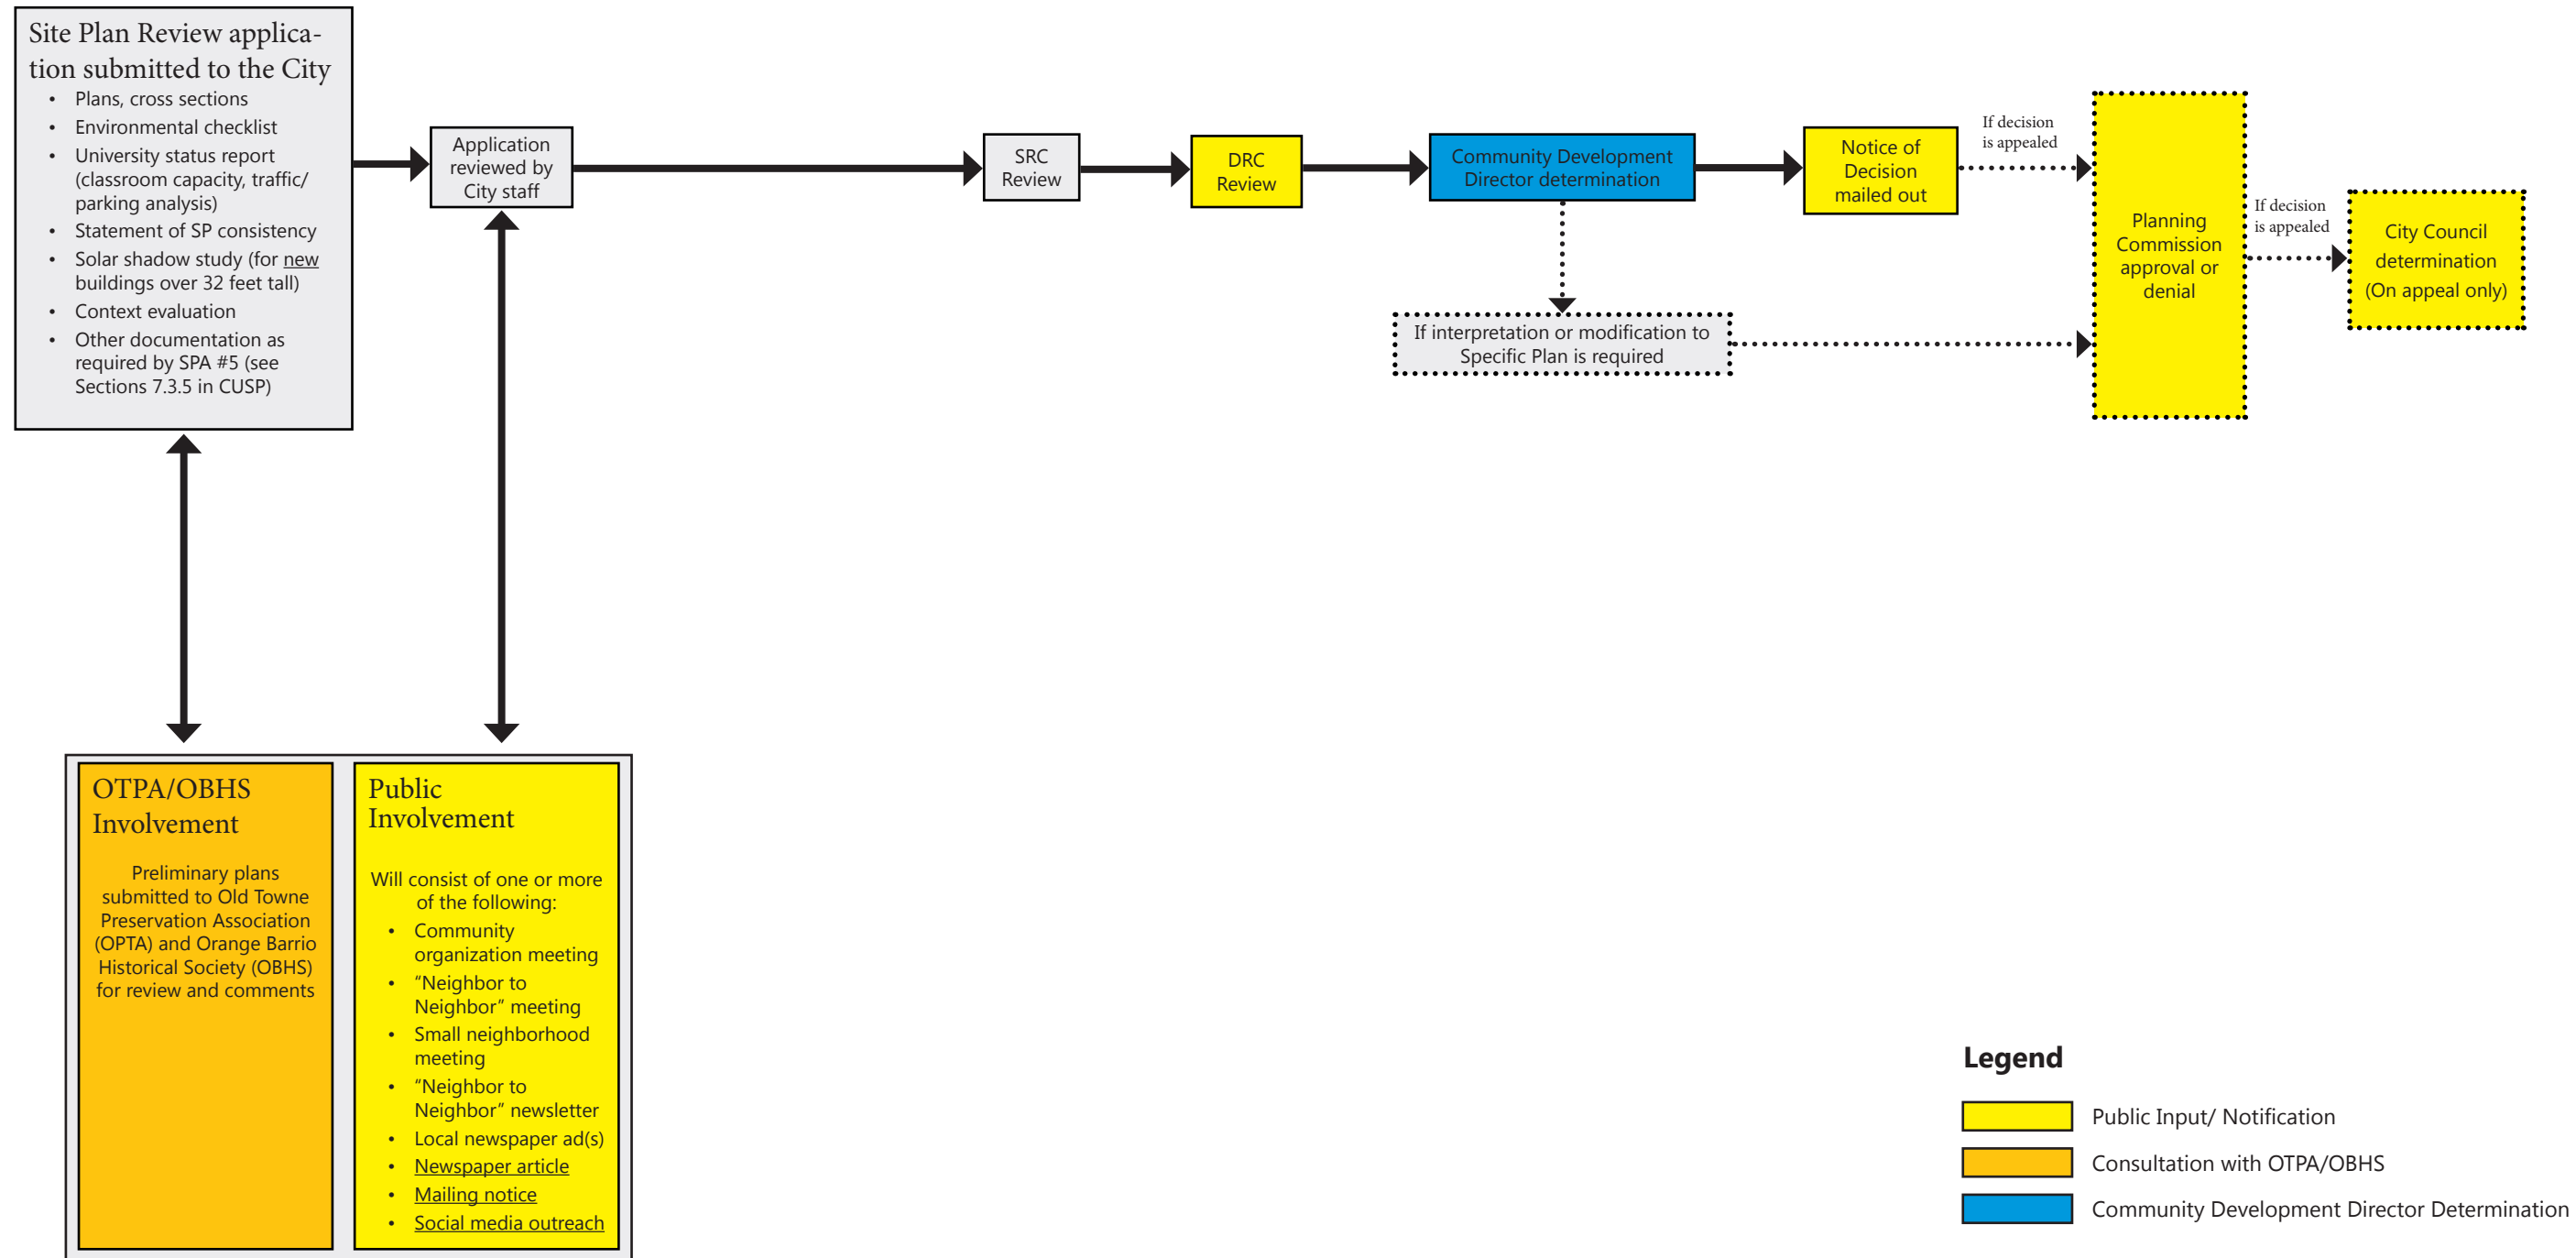 Site Plan Review applica-
tion submitted to the City
• Plans, cross sections
• Environmental checklist
• University status report
(classroom capacity, traffic/
parking analysis)
• Statement of SP consistency
• Solar shadow study (for new
buildings over 32 feet tall)
• Context evaluation
• Other documentation as
required by SPA #5 (see
Sections 7.3.5 in CUSP)
Application
reviewed by
City staff
SRC
Review
DRC
Review
Community Development
Director determination
Notice of
Decision
mailed out
If decision
is appealed
If interpretation or modification to
Specific Plan is required
Planning
Commission
approval or
denial
If decision
is appealed
City Council
determination
(On appeal only)
OTPA/OBHS
Involvement
Preliminary plans
submitted to Old Towne
Preservation Association
(OPTA) and Orange Barrio
Historical Society (OBHS)
for review and comments
Public
Involvement
Will consist of one or more
of the following:
• Community
organization meeting
• “Neighbor to
Neighbor” meeting
• Small neighborhood
meeting
• “Neighbor to
Neighbor” newsletter
• Local newspaper ad(s)
• Newspaper article
• Mailing notice
• Social media outreach
Legend
Public Input/ Notification
Consultation with OTPA/OBHS
Community Development Director Determination